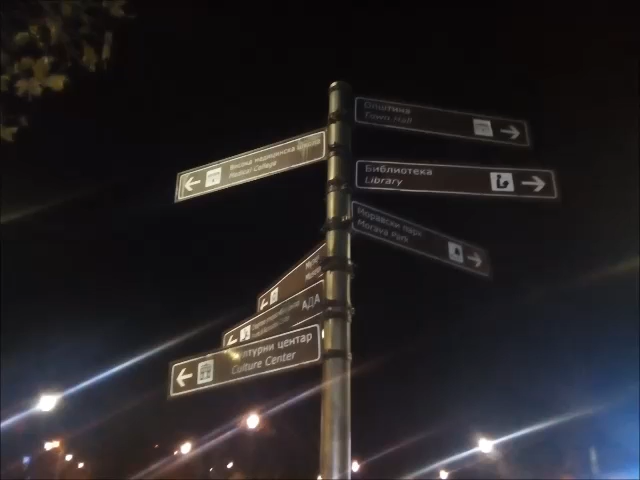 Општина
Town Hall
Висока медицинска школа
Medical College
Библиотека
Library
Моравски парк
Morava Park
АДА
Културни центар
Culture Center